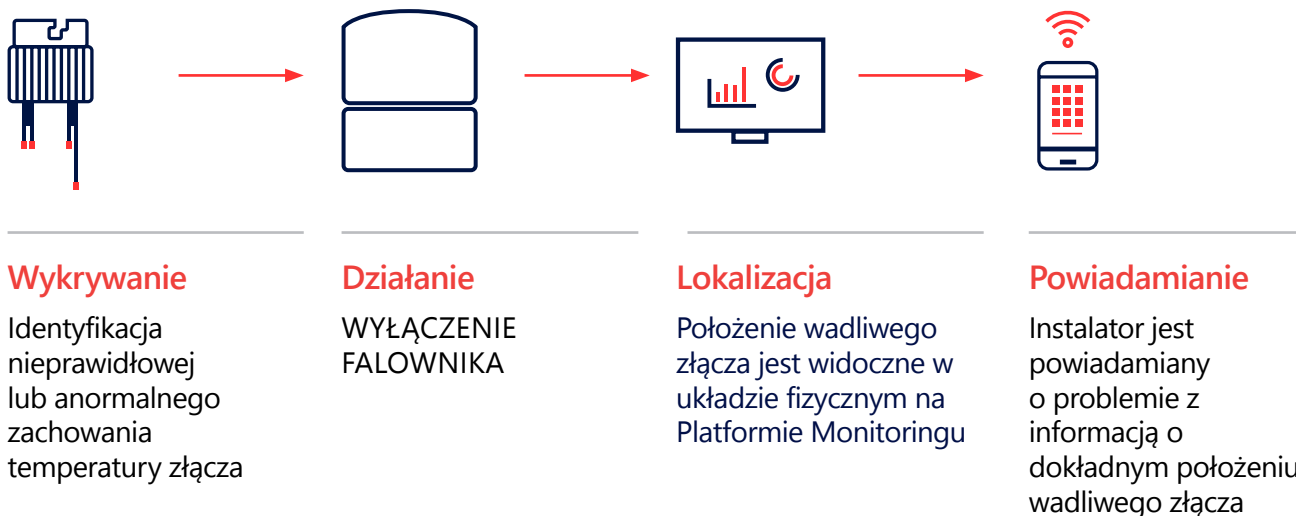 Wykrywanie
Identyfikacja
nieprawidłowej
lub anormalnego
zachowania
temperatury złącza
Działanie
WYŁĄCZENIE
FALOWNIKA
Lokalizacja
Położenie wadliwego
złącza jest widoczne w
układzie fizycznym na
Platformie Monitoringu
Powiadamianie
Instalator jest
powiadamiany
o problemie z
informacją o
dokładnym położeniu
wadliwego złącza